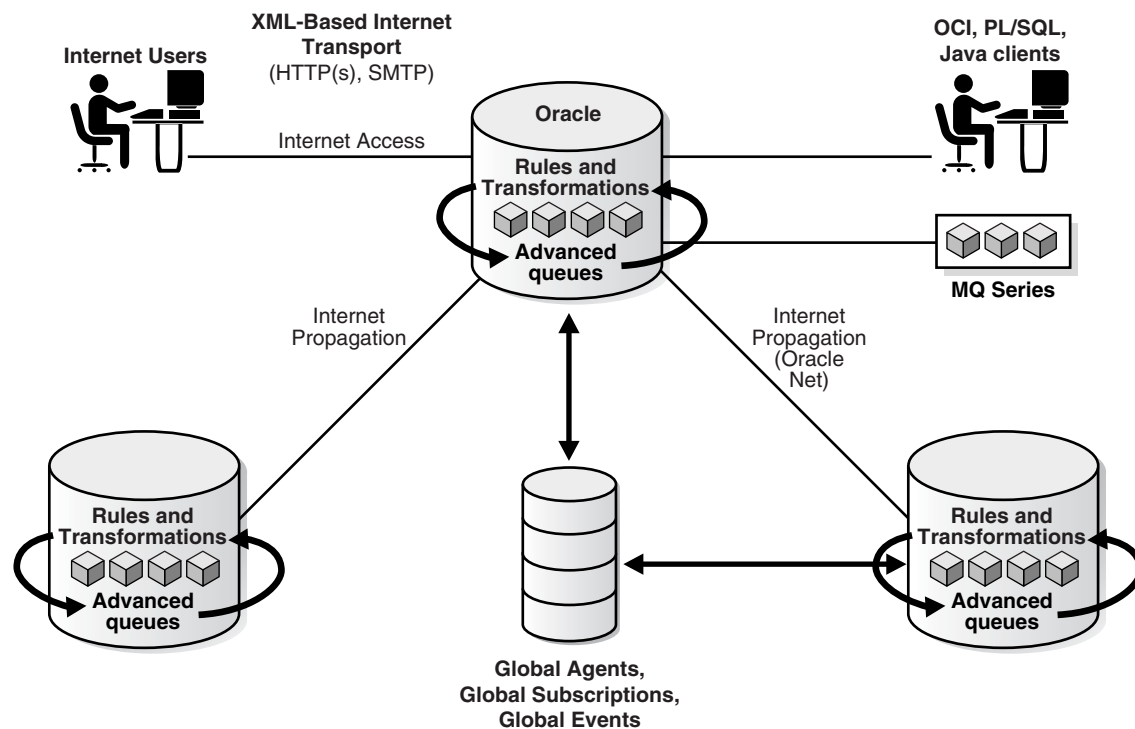 XML-Based Internet
Transport
(HTTP(s), SMTP)
Internet Users
OCI, PL/SQL,
Java clients
Oracle
Internet Access
Rules and
Transformations
Advanced
queues
MQ Series
Internet
Propagation
Internet
Propagation
(Oracle
Net)
Rules and
Transformations
Advanced
queues
Rules and
Transformations
Advanced
queues
Global Agents,
Global Subscriptions,
Global Events